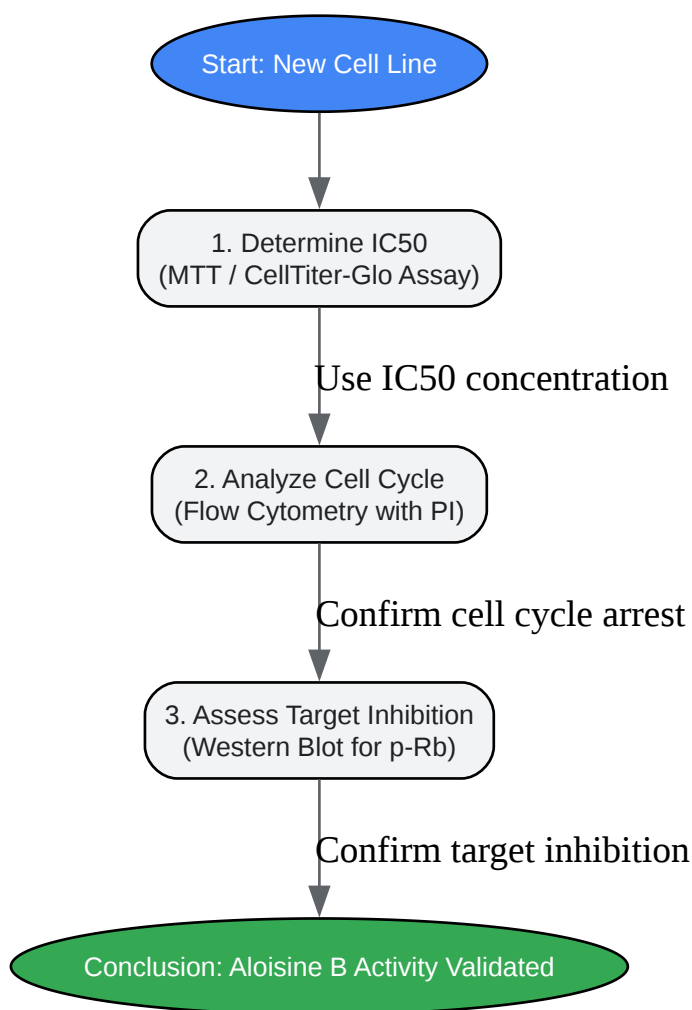 Start: New Cell Line
1. Determine IC50
(MTT / CellTiter-Glo Assay)
Use IC50 concentration
2. Analyze Cell Cycle
(Flow Cytometry with PI)
Confirm cell cycle arrest
3. Assess Target Inhibition
(Western Blot for p-Rb)
Confirm target inhibition
Conclusion: Aloisine B Activity Validated